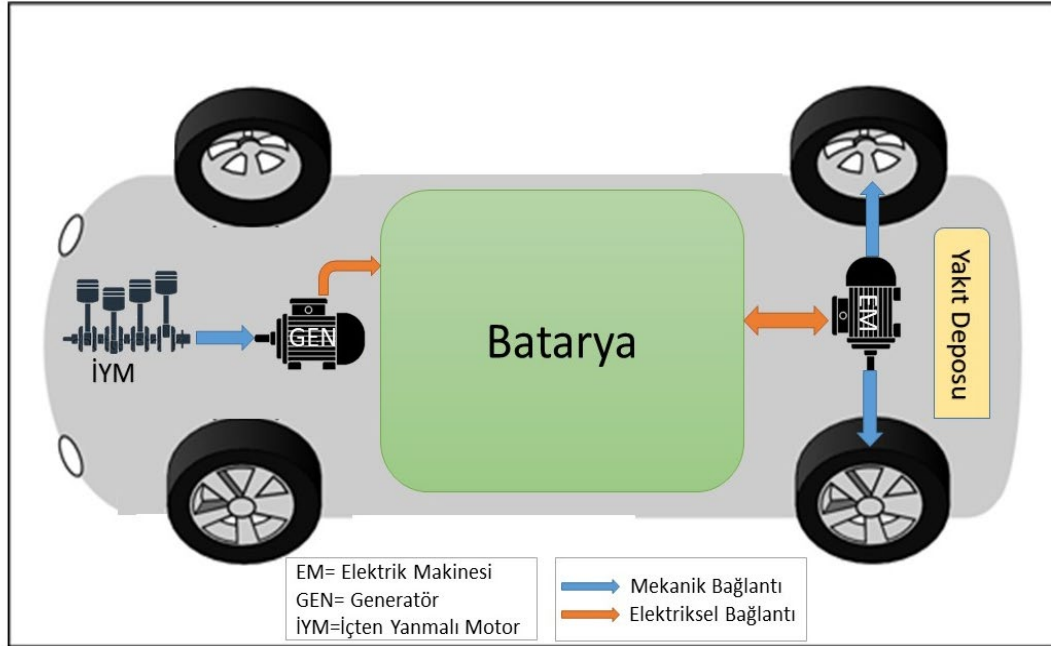 İYM
GEN
Batarya
EM
Yakıt Deposu
EM= Elektrik Makinesi
GEN= Generatör
İYM=İçten Yanmalı Motor
Mekanik Bağlantı
Elektriksel Bağlantı